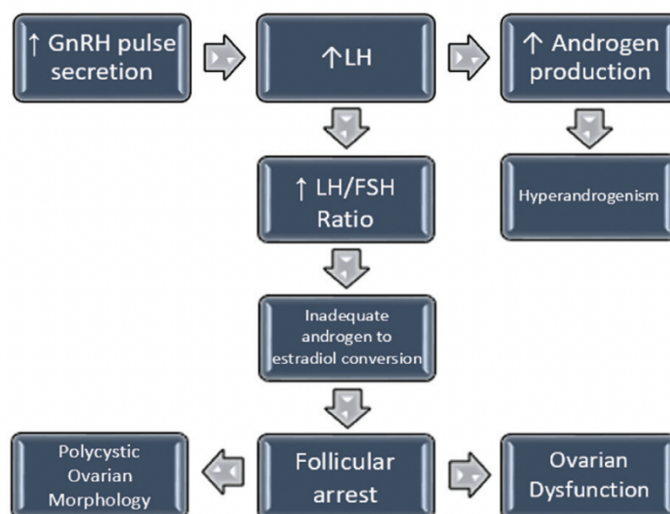 ↑ GnRH pulse
secretion
↑LH
↑ Androgen
production
↑ LH/FSH
Ratio
Hyperandrogenism
Inadequate
androgen to
estradiol conversion
Polycystic
Ovarian
Morphology
Follicular
arrest
Ovarian
Dysfunction